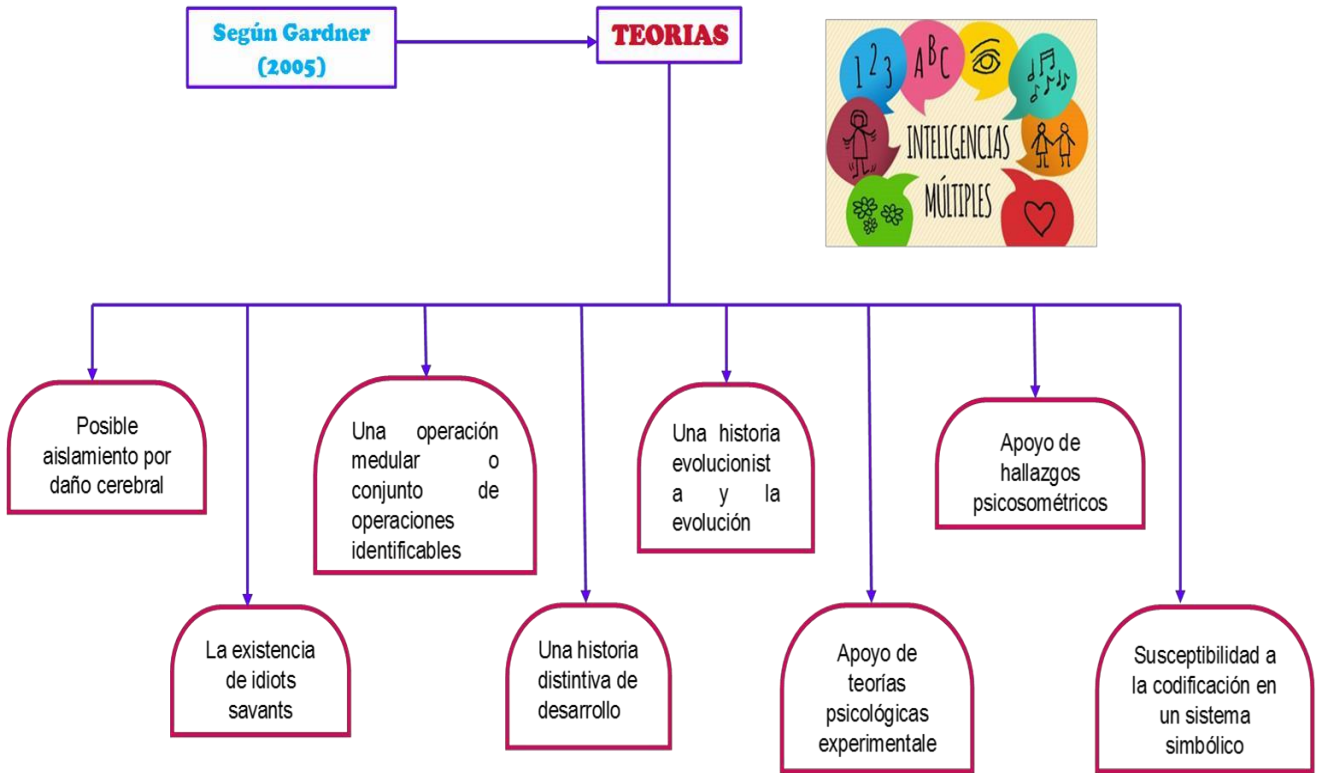 Según Gardner
(2005)
TEORIAS
1 2 3
A B C
INTELIGENCIAS
MÚLTIPLES
Posible
aislamiento por
daño cerebral
Una operación
medular o
conjunto de
operaciones
identificables
Una historia
evolucionist
a y la
evolución
Apoyo de
hallazgos
psicosométricos
La existencia
de idiots
savants
Una historia
distintiva de
desarrollo
Apoyo de
teorías
psicológicas
experimentale
Susceptibilidad a
la codificación en
un sistema
simbólico